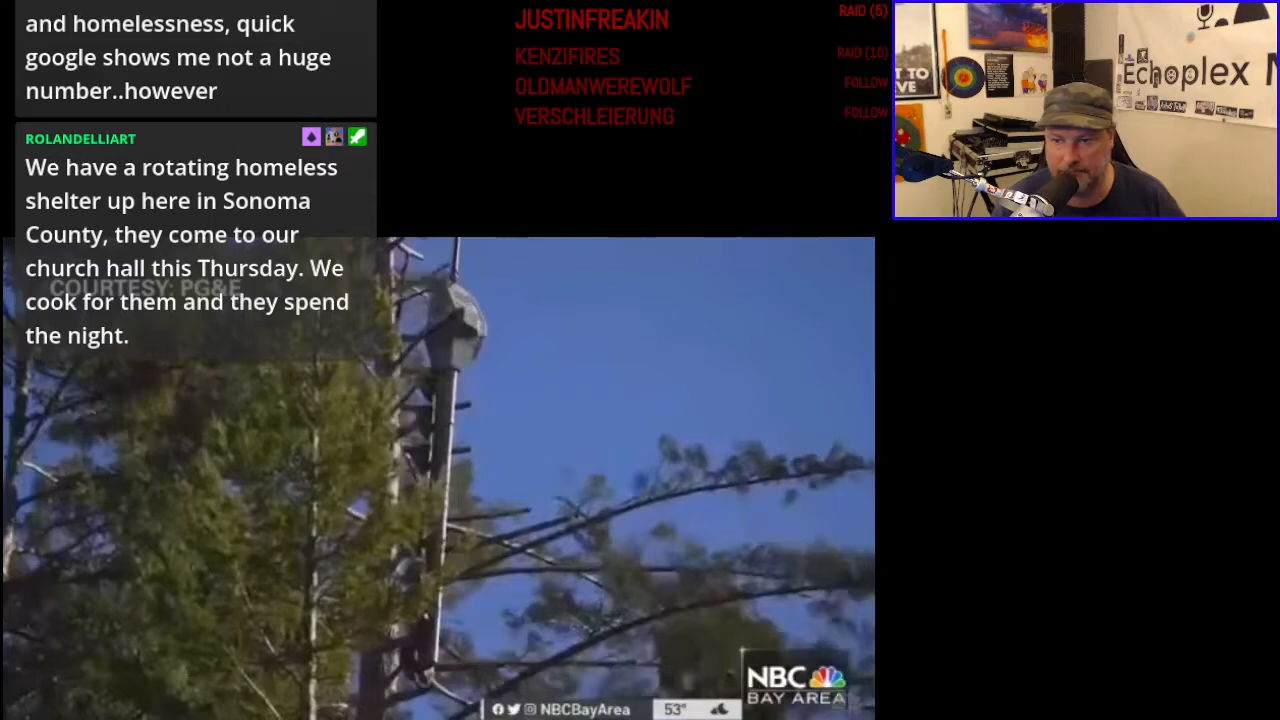 and homelessness, quick
google shows me not a huge
number..however
ROLANDELLIART
We have a rotating homeless
shelter up here in Sonoma
County, they come to our
church hall this Thursday. We
cook for them and they spend
the night.
COURTESY: PG&E
JUSTINFREAKIN RAID (5)
KENZIFIRES RAID (10)
OLDMANWEREWOLF FOLLOW
VERSCHLEIERUNG FOLLOW
Echoplex M
NBC
BAY AREA
NBCBayArea 53°